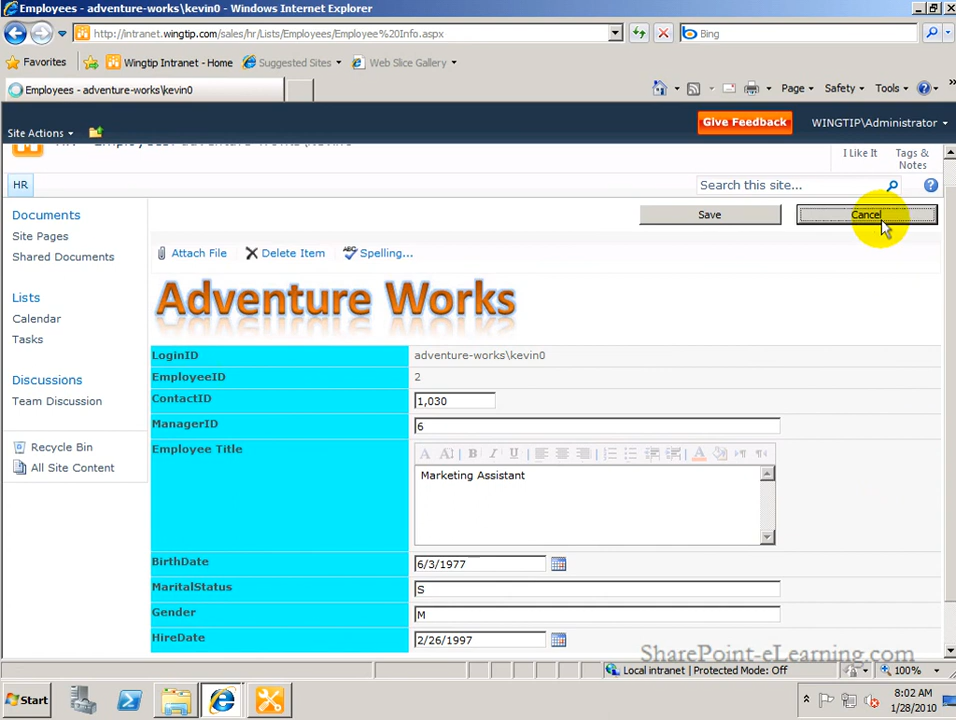 Employees - adventure-works\kevin0 - Windows Internet Explorer
http://intranet.wingtip.com/sales/hr/Lists/Employees/Employee%20Info.aspx
Bing
Favorites
Wingtip Intranet - Home
Suggested Sites
Web Slice Gallery
Employees - adventure-works\kevin0
Page
Safety
Tools
Site Actions
Give Feedback
WINGTIP\Administrator
I Like It
Tags & Notes
HR
Search this site...
Documents
Site Pages
Shared Documents
Lists
Calendar
Tasks
Discussions
Team Discussion
Recycle Bin
All Site Content
Save
Cancel
Attach File
Delete Item
ABC
Spelling...
Adventure Works
LoginID adventure-works\kevin0
EmployeeID 2
ContactID 1,030
ManagerID 6
Employee Title
A A B I U A
Marketing Assistant
BirthDate 6/3/1977
MaritalStatus S
Gender M
HireDate 2/26/1997
SharePoint-eLearning.com
Local intranet | Protected Mode: Off
100%
Start
8:02 AM
1/28/2010